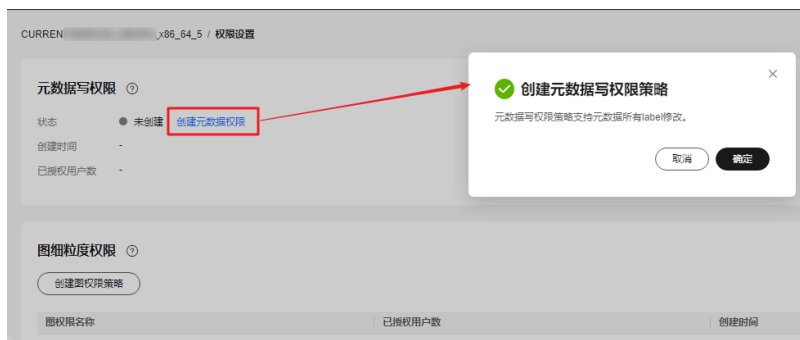 CURREN _x86_64_5 / 权限设置
元数据写权限 ?
状态 未创建 创建元数据权限
创建时间 -
已授权用户数 -
创建元数据写权限策略
元数据写权限策略支持元数据所有label修改。
取消 确定
图细粒度权限 ?
创建图权限策略
图权限名称 已授权用户数 创建时间